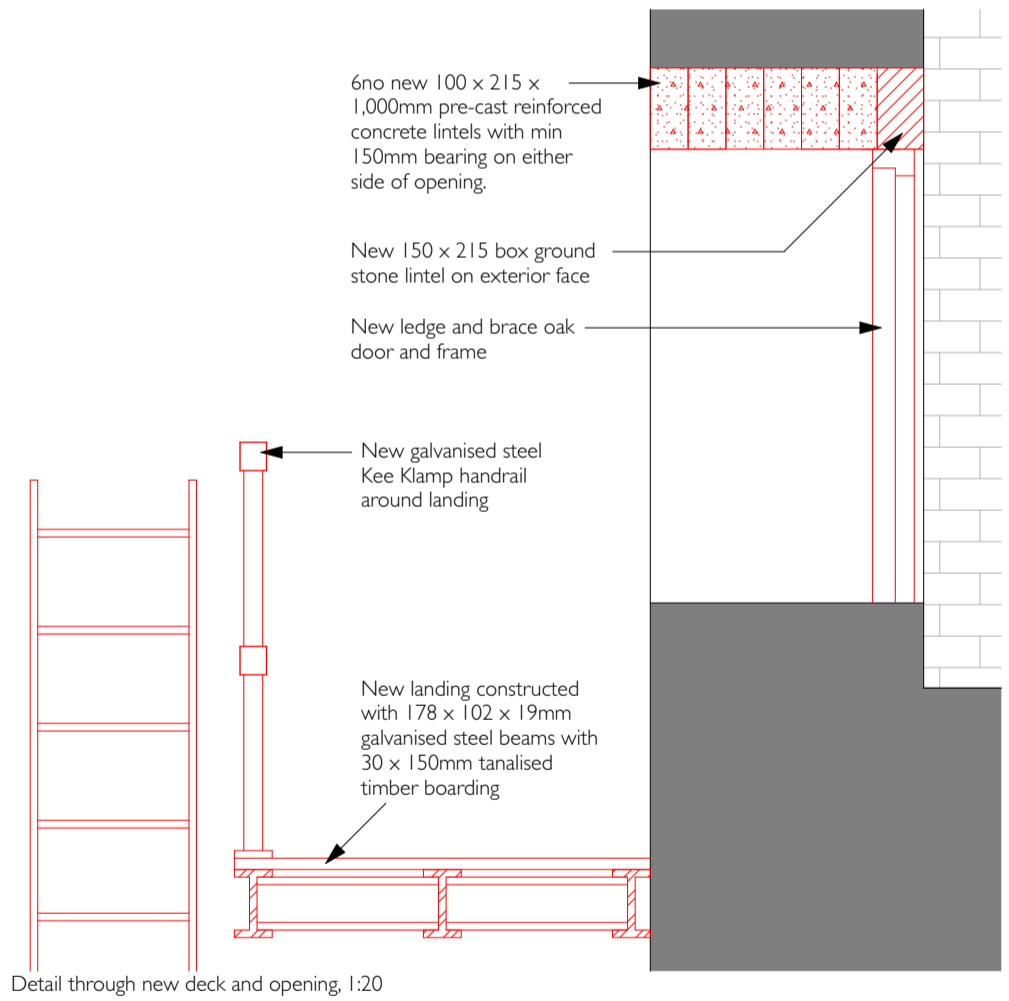 6no new 100 x 215 x
1,000mm pre-cast reinforced
concrete lintels with min
150mm bearing on either
side of opening.
New 150 x 215 box ground
stone lintel on exterior face
New ledge and brace oak
door and frame
New galvanised steel
Kee Klamp handrail
around landing
New landing constructed
with 178 x 102 x 19mm
galvanised steel beams with
30 x 150mm tanalised
timber boarding
Detail through new deck and opening, 1:20